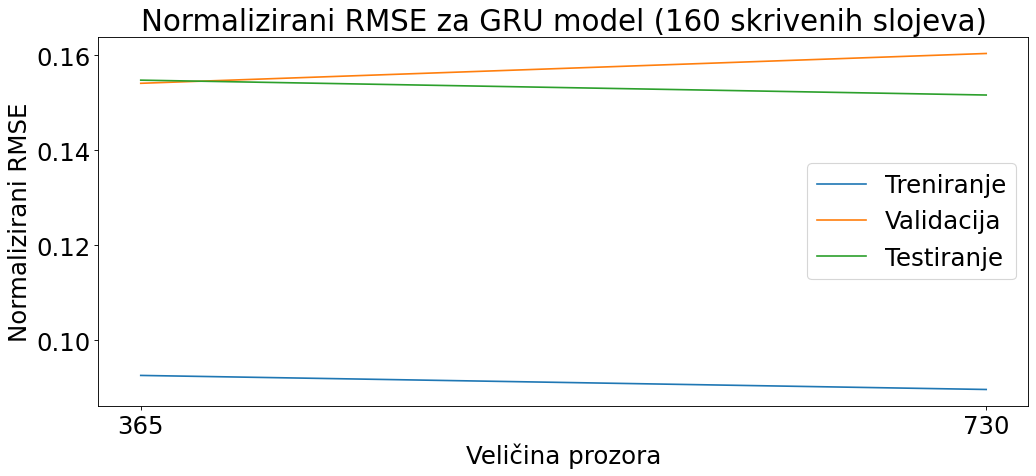 Normalizirani RMSE za GRU model (160 skrivenih slojeva)
Normalizirani RMSE
0.16
0.14
0.12
0.10
Treniranje
Validacija
Testiranje
365
730
Veličina prozora